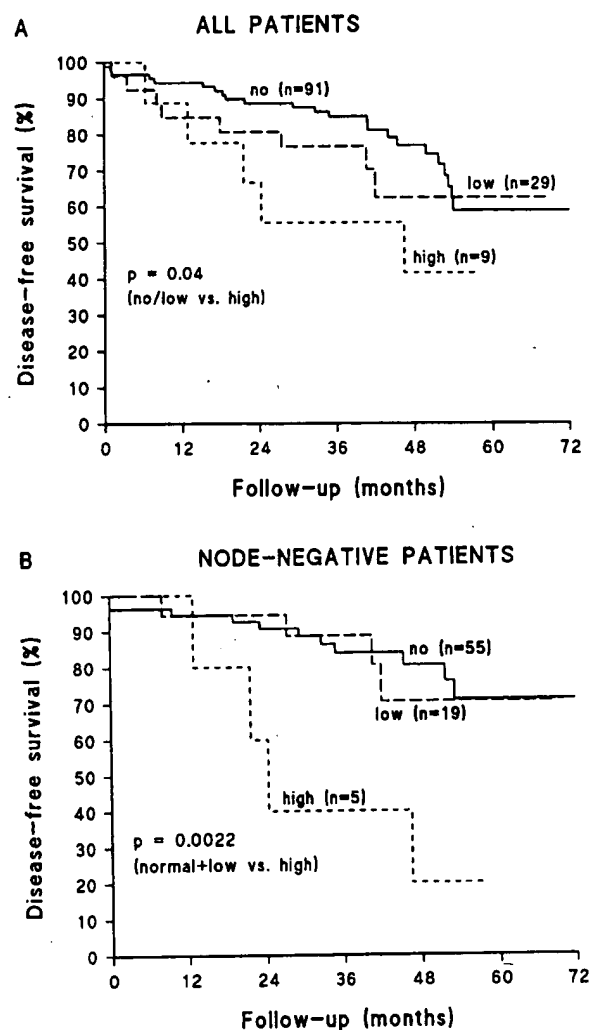 A
ALL PATIENTS
100
90
80
70
60
50
40
30
20
10
0
Disease-free survival (%)
no (n=91)
low (n=29)
high (n=9)
p = 0.04
(no/low vs. high)
0 12 24 36 48 60 72
Follow-up (months)
B
NODE-NEGATIVE PATIENTS
100
90
80
70
60
50
40
30
20
10
0
Disease-free survival (%)
no (n=55)
low (n=19)
high (n=5)
p = 0.0022
(normal+low vs. high)
0 12 24 36 48 60 72
Follow-up (months)